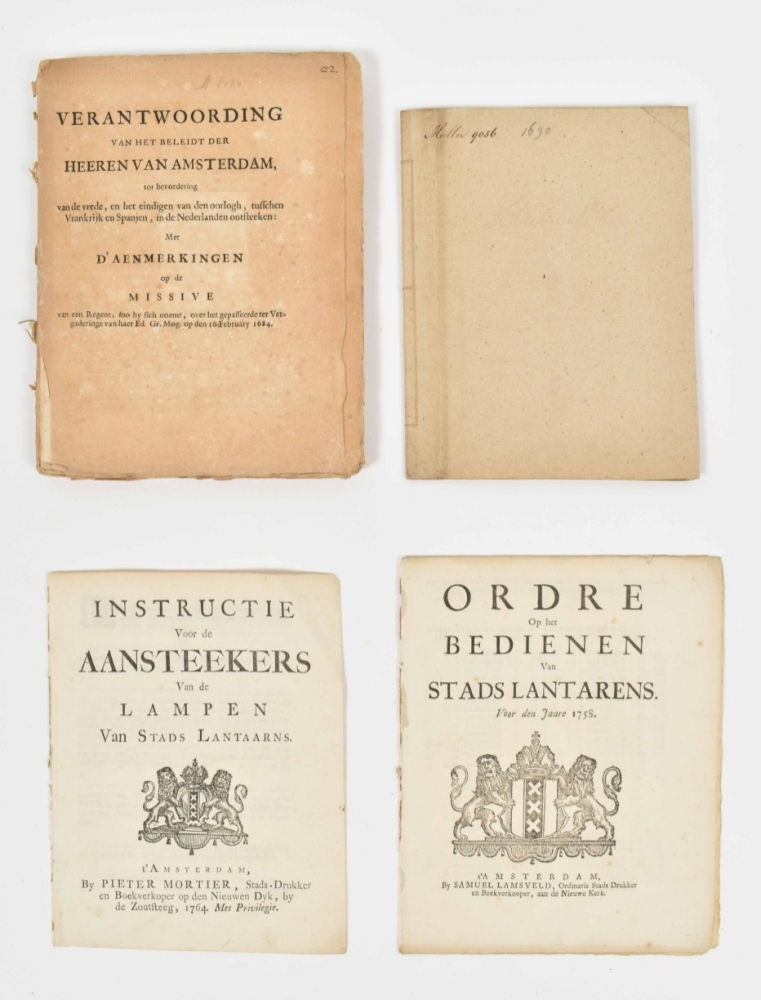 22.
VERANTWOORDING
VAN HET BELEIDT DER
HEEREN VAN AMSTERDAM,
tot bevordering
van de vrede, en het eindigen van den oorlogh, tusschen
Vrankrijk en Spanjen, in de Nederlanden ontsteeken:
Met
D'AENMERKINGEN
op de
MISSIVE
van een Regent, soo hy sich noemt, over het gepasseerde ter Ver-
gaderinge van haer Ed. Gr. Mog. op den 16 February 1684.
Muller 9056 1690
INSTRUCTIE
Voor de
AANSTEEKERS
Van de
LAMPEN
Van STADS LANTAARNS.
t'AMSTERDAM,
By PIETER MORTIER, Stads-Drukker
en Boekverkoper op den Nieuwen Dyk, by
de Zoutsteeg, 1764. Met Privilegie.
ORDRE
Op het
BEDIENEN
Van
STADS LANTARENS.
Voor den Jaare 1758.
t'AMSTERDAM,
By SAMUEL LAMSVELD, Ordinaris Stads Drukker
en Boekverkooper, aan de Nieuwe Kerk.